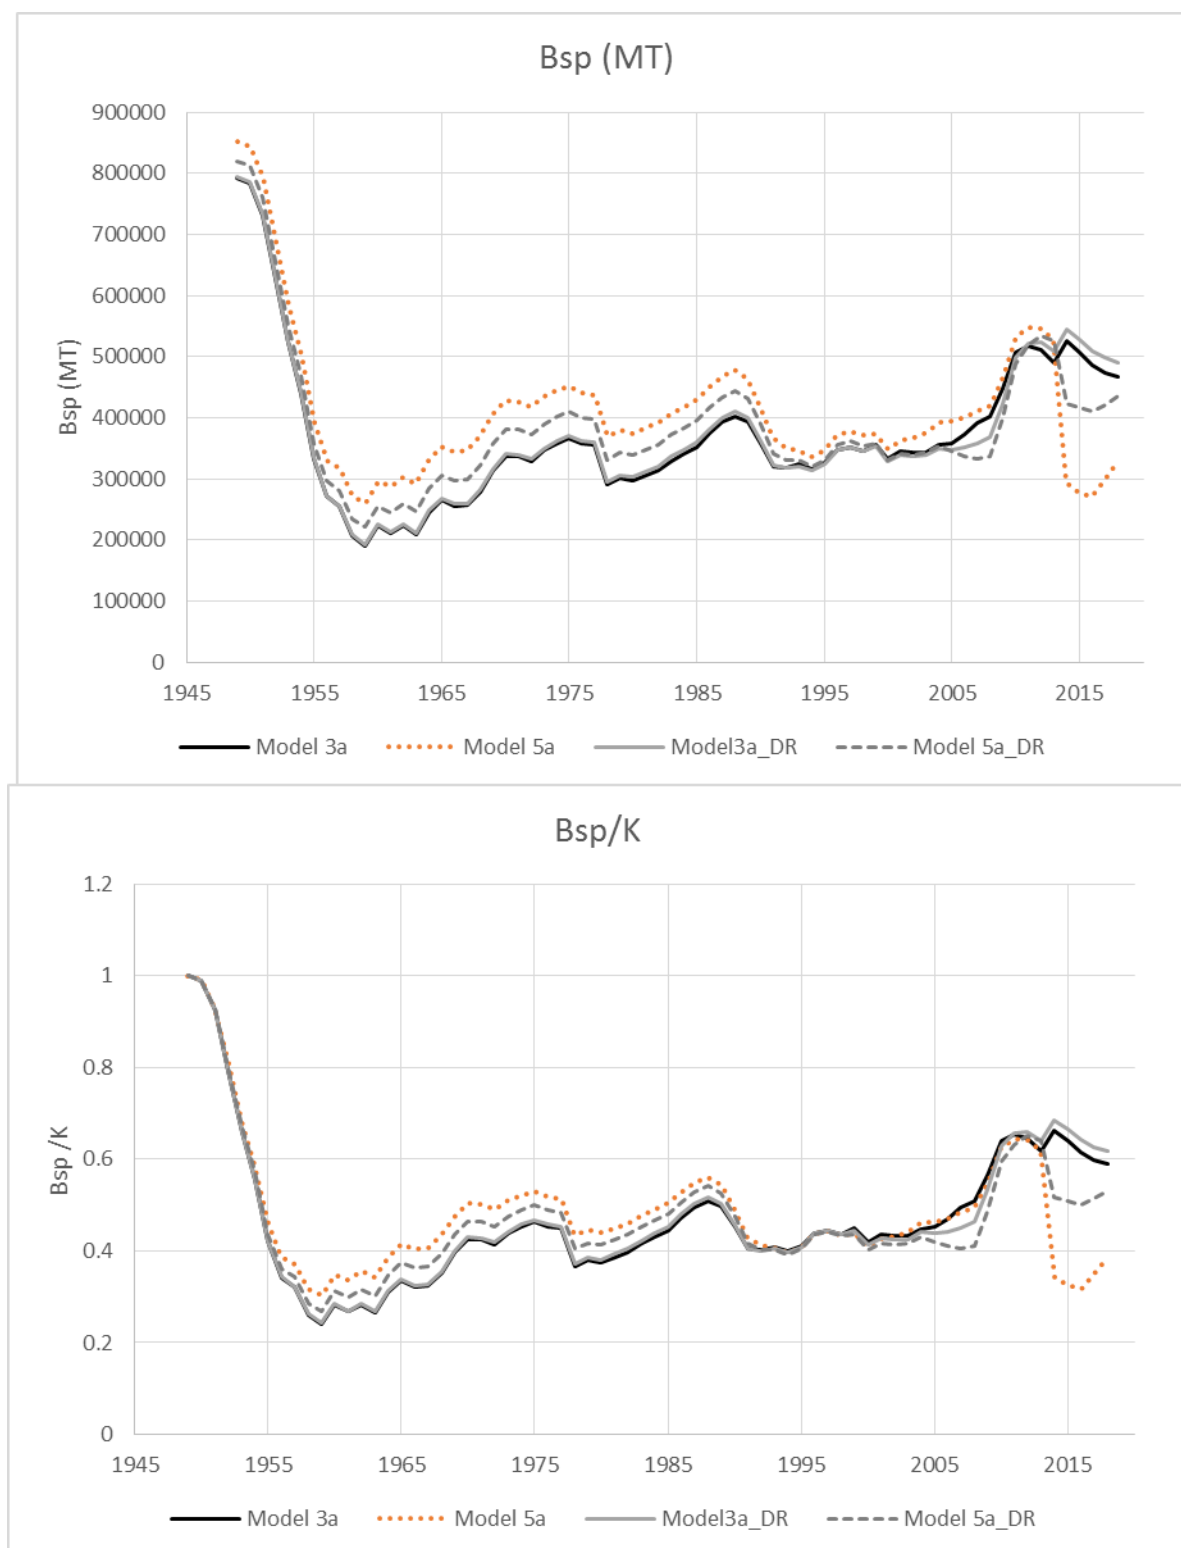 Bsp (MT)
900000
800000
700000
600000
500000
400000
300000
200000
100000
0
Bsp (MT)
1945 1955 1965 1975 1985 1995 2005 2015
Model 3a Model 5a Model3a_DR Model 5a_DR
Bsp/K
1.2
1
0.8
0.6
0.4
0.2
0
Bsp /K
1945 1955 1965 1975 1985 1995 2005 2015
Model 3a Model 5a Model3a_DR Model 5a_DR